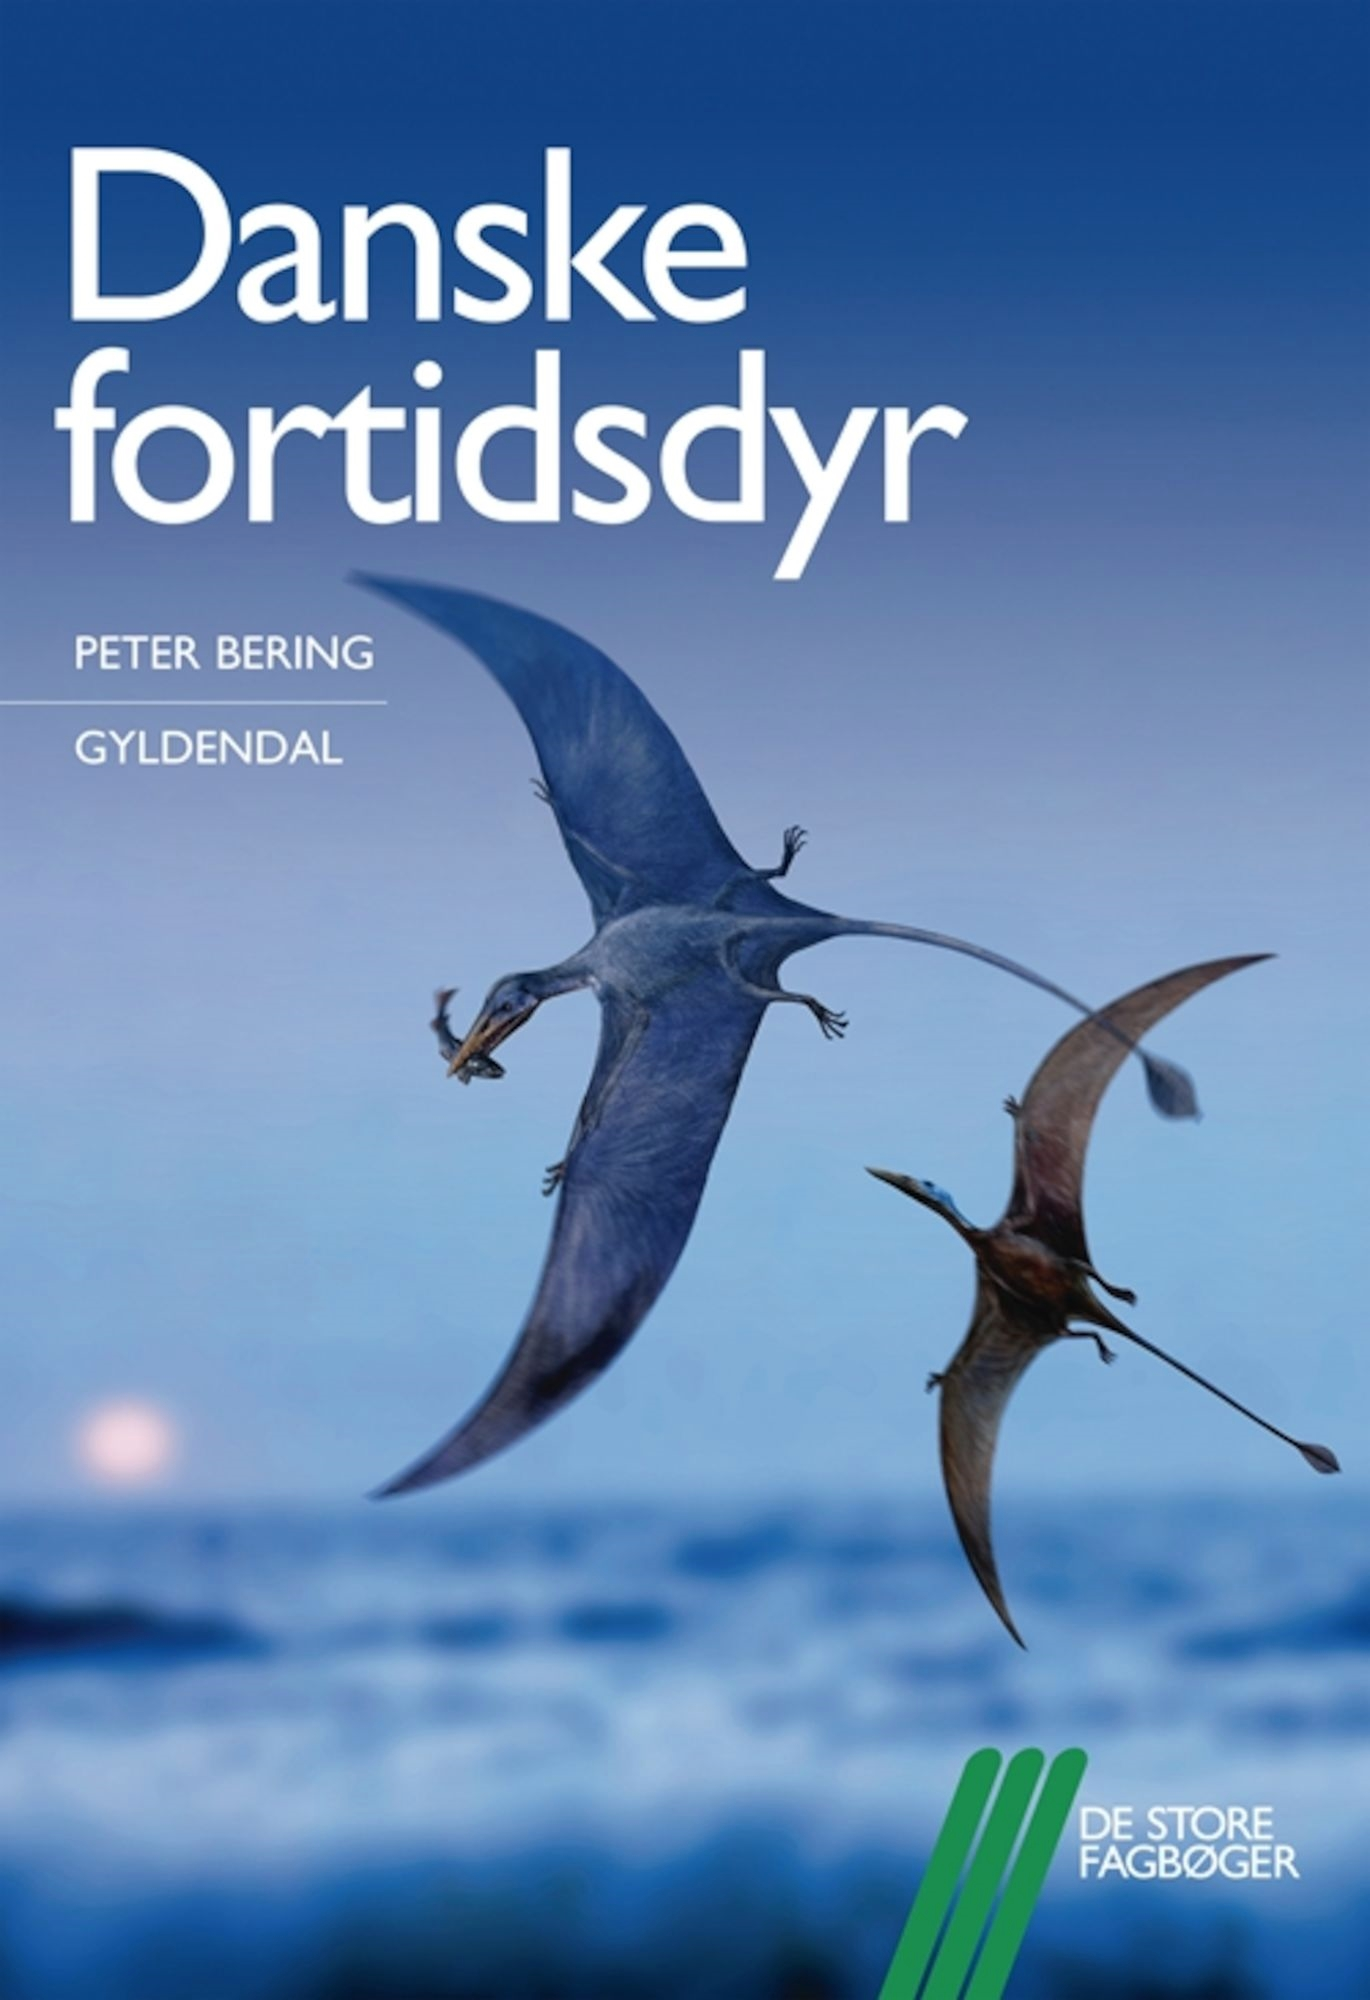 Danske
fortidsdyr
PETER BERING
GYLDENDAL
DE STORE
FAGBØGER